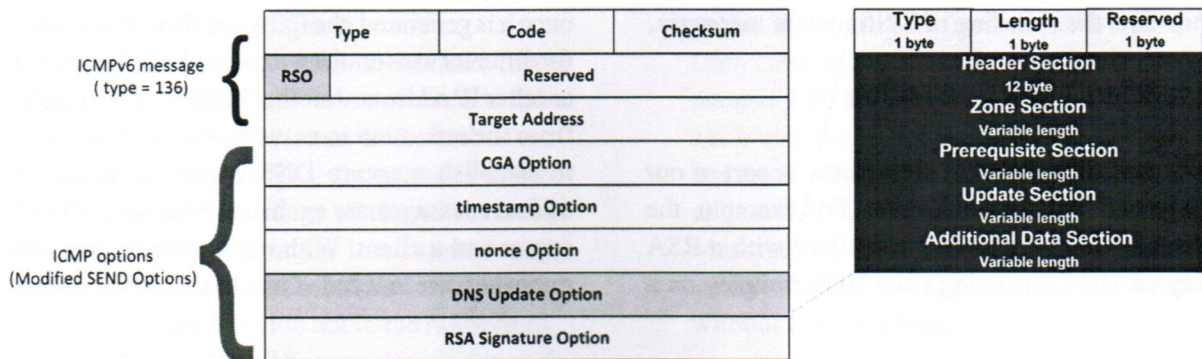 Type Code Checksum
ICMPv6 message
( type = 136)
RSO Reserved
Target Address
ICMP options
(Modified SEND Options)
CGA Option
timestamp Option
nonce Option
DNS Update Option
RSA Signature Option
Type Length Reserved
1 byte 1 byte 1 byte
Header Section
12 byte
Zone Section
Variable length
Prerequisite Section
Variable length
Update Section
Variable length
Additional Data Section
Variable length